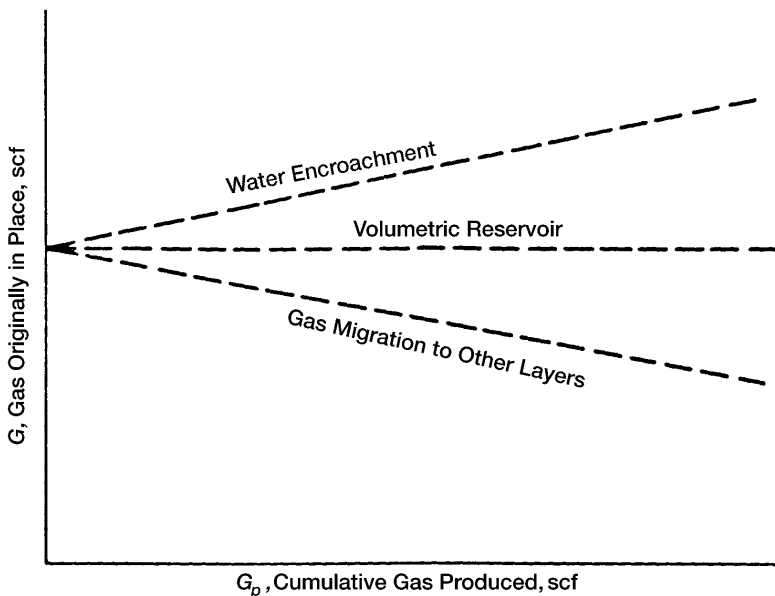 G, Gas Originally in Place, scf
Water Encroachment
Volumetric Reservoir
Gas Migration to Other Layers
Gp, Cumulative Gas Produced, scf